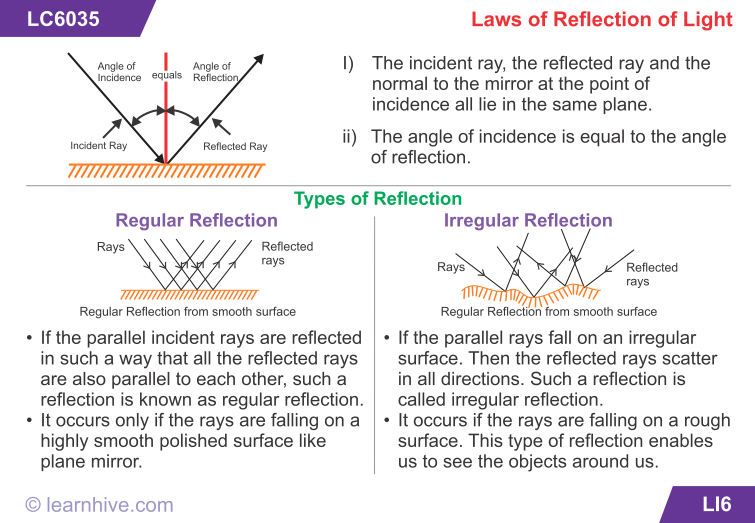 LC6035
Laws of Reflection of Light
Angle of
Incidence
equals
Angle of
Reflection
Incident Ray
Reflected Ray
I) The incident ray, the reflected ray and the
normal to the mirror at the point of
incidence all lie in the same plane.
ii) The angle of incidence is equal to the angle
of reflection.
Types of Reflection
Regular Reflection
Rays
Reflected
rays
Regular Reflection from smooth surface
• If the parallel incident rays are reflected
in such a way that all the reflected rays
are also parallel to each other, such a
reflection is known as regular reflection.
• It occurs only if the rays are falling on a
highly smooth polished surface like
plane mirror.
Irregular Reflection
Rays
Reflected
rays
Regular Reflection from smooth surface
• If the parallel rays fall on an irregular
surface. Then the reflected rays scatter
in all directions. Such a reflection is
called irregular reflection.
• It occurs if the rays are falling on a rough
surface. This type of reflection enables
us to see the objects around us.
© learnhive.com
LI6